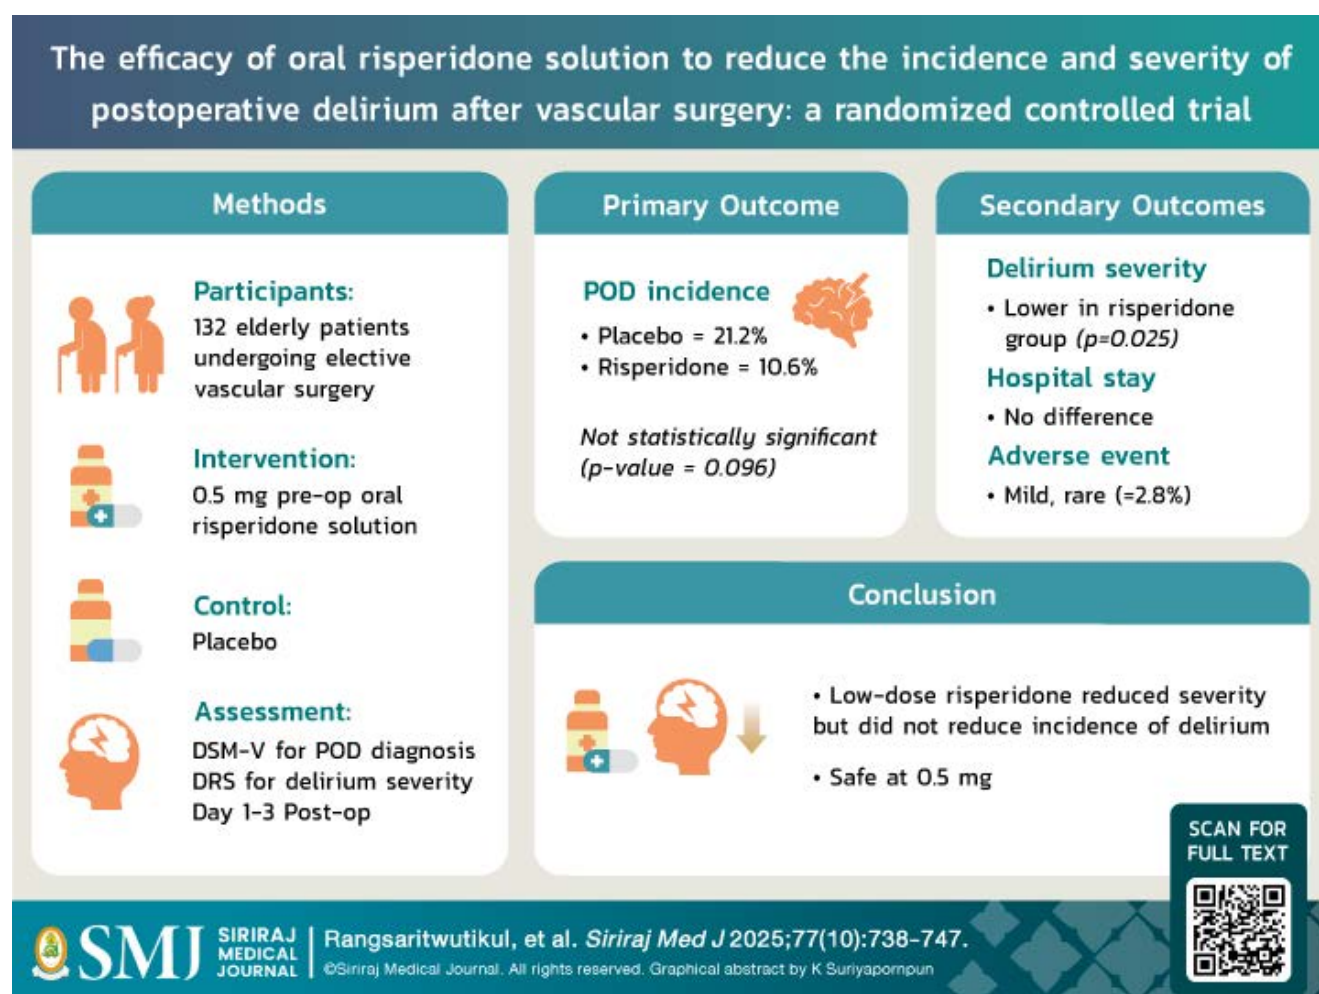 The efficacy of oral risperidone solution to reduce the incidence and severity of
postoperative delirium after vascular surgery: a randomized controlled trial
Methods
Participants:
132 elderly patients
undergoing elective
vascular surgery
Intervention:
0.5 mg pre-op oral
risperidone solution
Control:
Placebo
Assessment:
DSM-V for POD diagnosis
DRS for delirium severity
Day 1-3 Post-op
Primary Outcome
POD incidence
• Placebo = 21.2%
• Risperidone = 10.6%
Not statistically significant
(p-value = 0.096)
Secondary Outcomes
Delirium severity
• Lower in risperidone
group (p=0.025)
Hospital stay
• No difference
Adverse event
• Mild, rare (=2.8%)
Conclusion
• Low-dose risperidone reduced severity
but did not reduce incidence of delirium
• Safe at 0.5 mg
SCAN FOR
FULL TEXT
SMJ
SIRIRAJ
MEDICAL
JOURNAL
Rangsaritwutikul, et al. Siriraj Med J 2025;77(10):738-747.
©Siriraj Medical Journal. All rights reserved. Graphical abstract by K Suriyapornpun